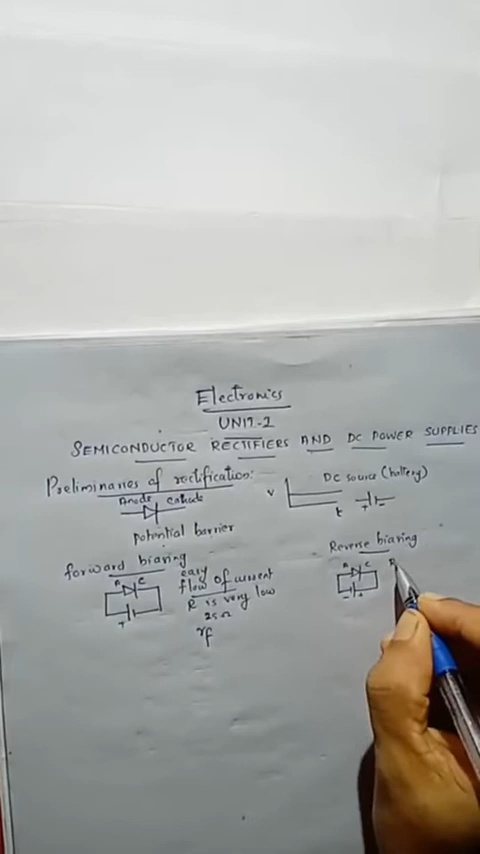 Electronics
UNIT-2
SEMICONDUCTOR RECTIFIERS AND DC POWER SUPPLIES
Preliminaries of rectification:
Anode Cathode
DC source (battery)
V
t
+ -
Potential barrier
forward biasing
A C
+
easy
flow of current
R is very low
25Ω
rf
Reverse biasing
A C
- +
R